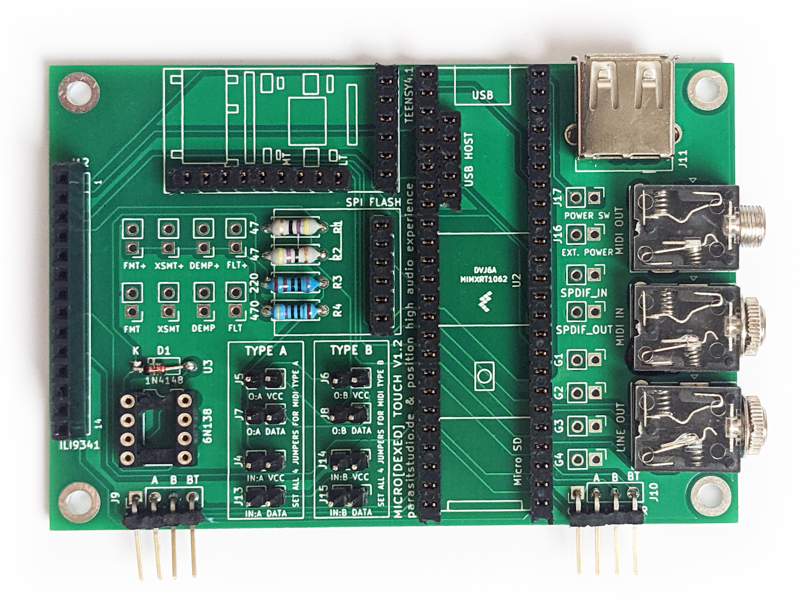 USB
TEENSY4.1
USB HOST
J11
1
SPI FLASH
J17
POWER SW
J16
EXT. POWER
MIDI OUT
47
R1
FMT+
XSMT+
DEMP+
FLT+
47
R2
220
R3
470
R4
FMT
XSMT
DEMP
FLT
DVJ6A
MIMXRT1062
U2
SPDIF_IN
SPDIF_OUT
MIDI IN
G1
G2
G3
G4
LINE OUT
K
D1
1N4148
U3
6N138
14
ILI9341
TYPE A
J5
O:A VCC
J7
O:A DATA
J4
IN:A VCC
J13
IN:A DATA
SET ALL 4 JUMPERS FOR MIDI TYPE A
TYPE B
J6
O:B VCC
J8
O:B DATA
J14
IN:B VCC
J15
IN:B DATA
SET ALL 4 JUMPERS FOR MIDI TYPE B
MICRO[DEXED] TOUCH V1.2
parasitstudio.de & position high audio experience
Micro SD
J9
A
B
BT
A
B
BT
J10